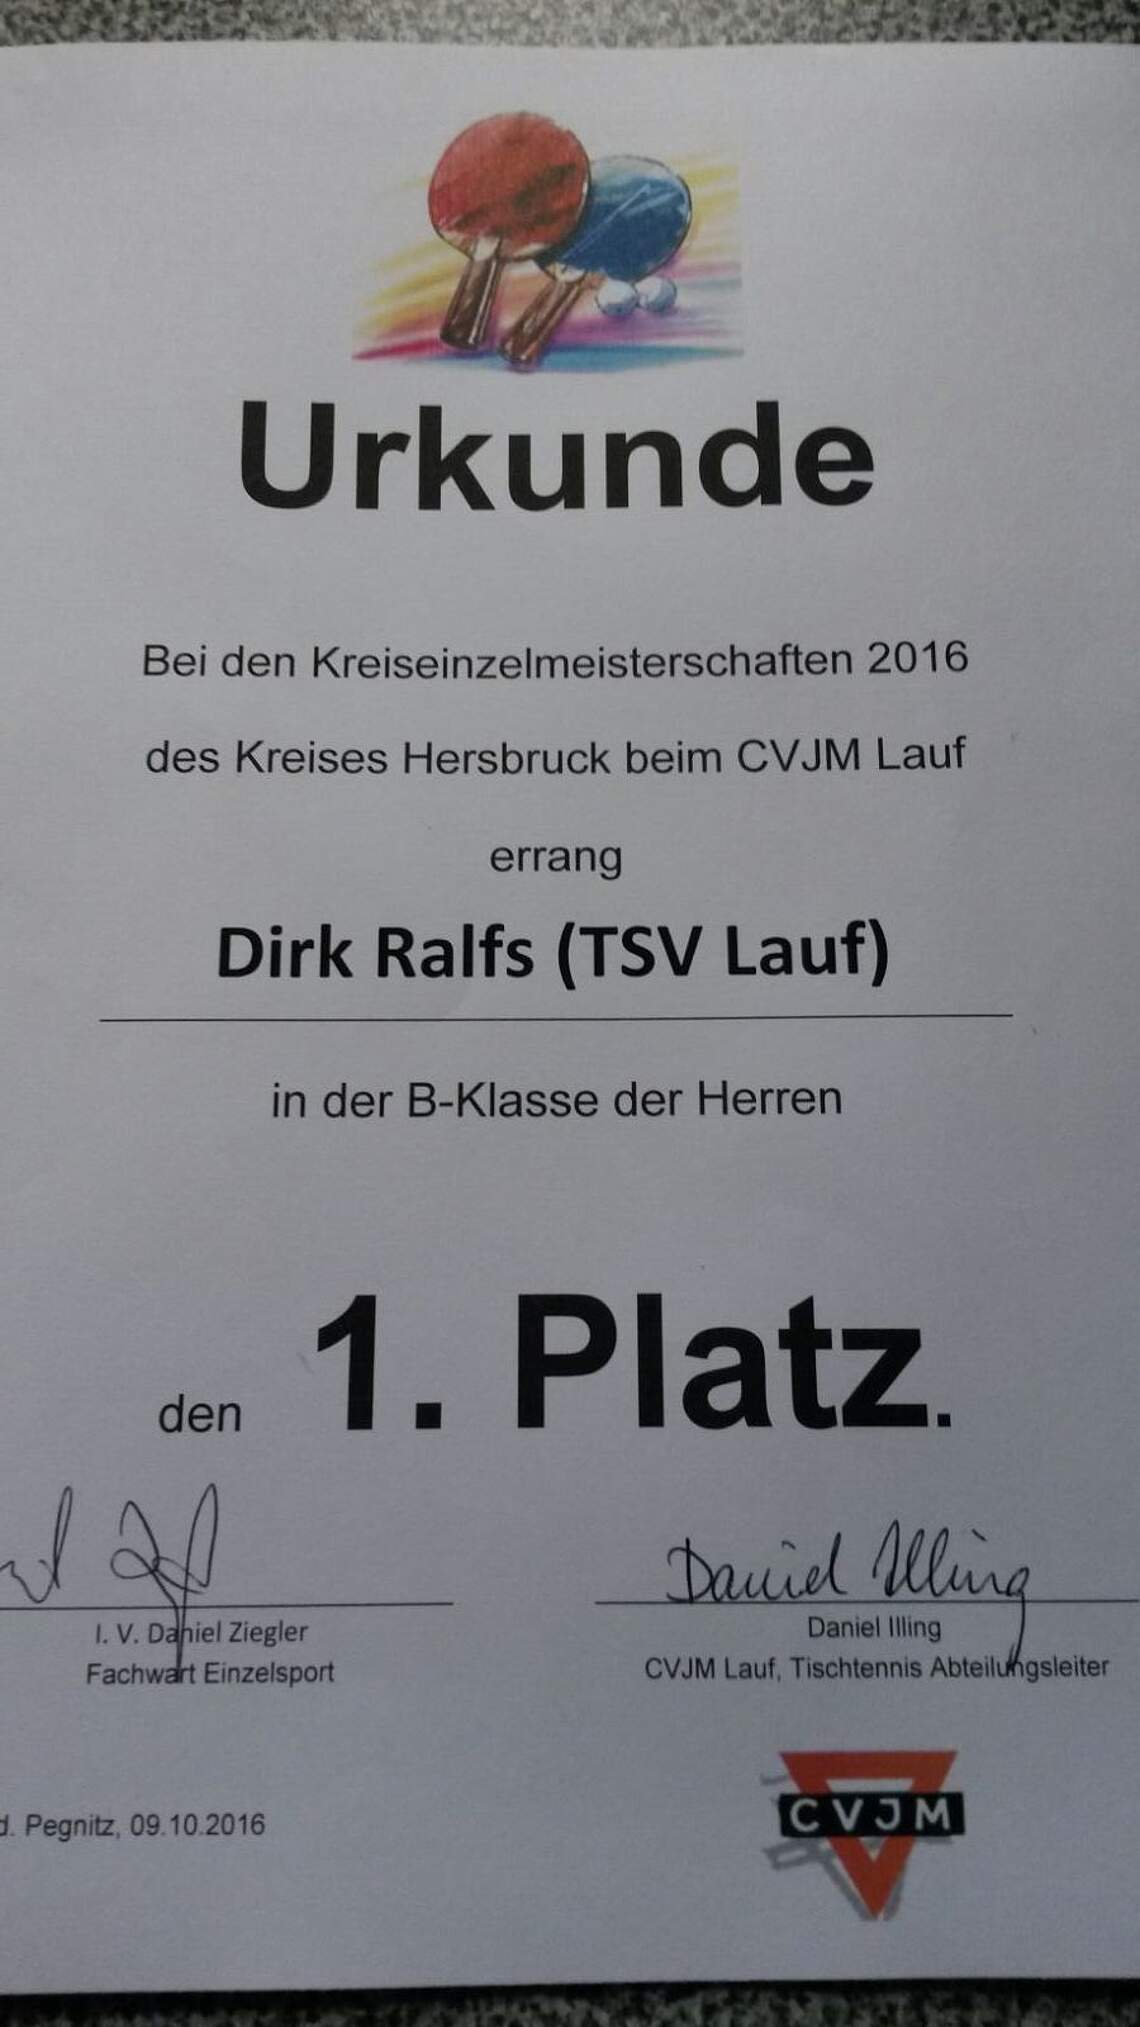 Urkunde
Bei den Kreiseinzelmeisterschaften 2016
des Kreises Hersbruck beim CVJM Lauf
errang
Dirk Ralfs (TSV Lauf)
in der B-Klasse der Herren
den 1. Platz.
Daniel Illing
I. V. Daniel Ziegler
Fachwart Einzelsport
Daniel Illing
CVJM Lauf, Tischtennis Abteilungsleiter
d. Pegnitz, 09.10.2016
CVJM